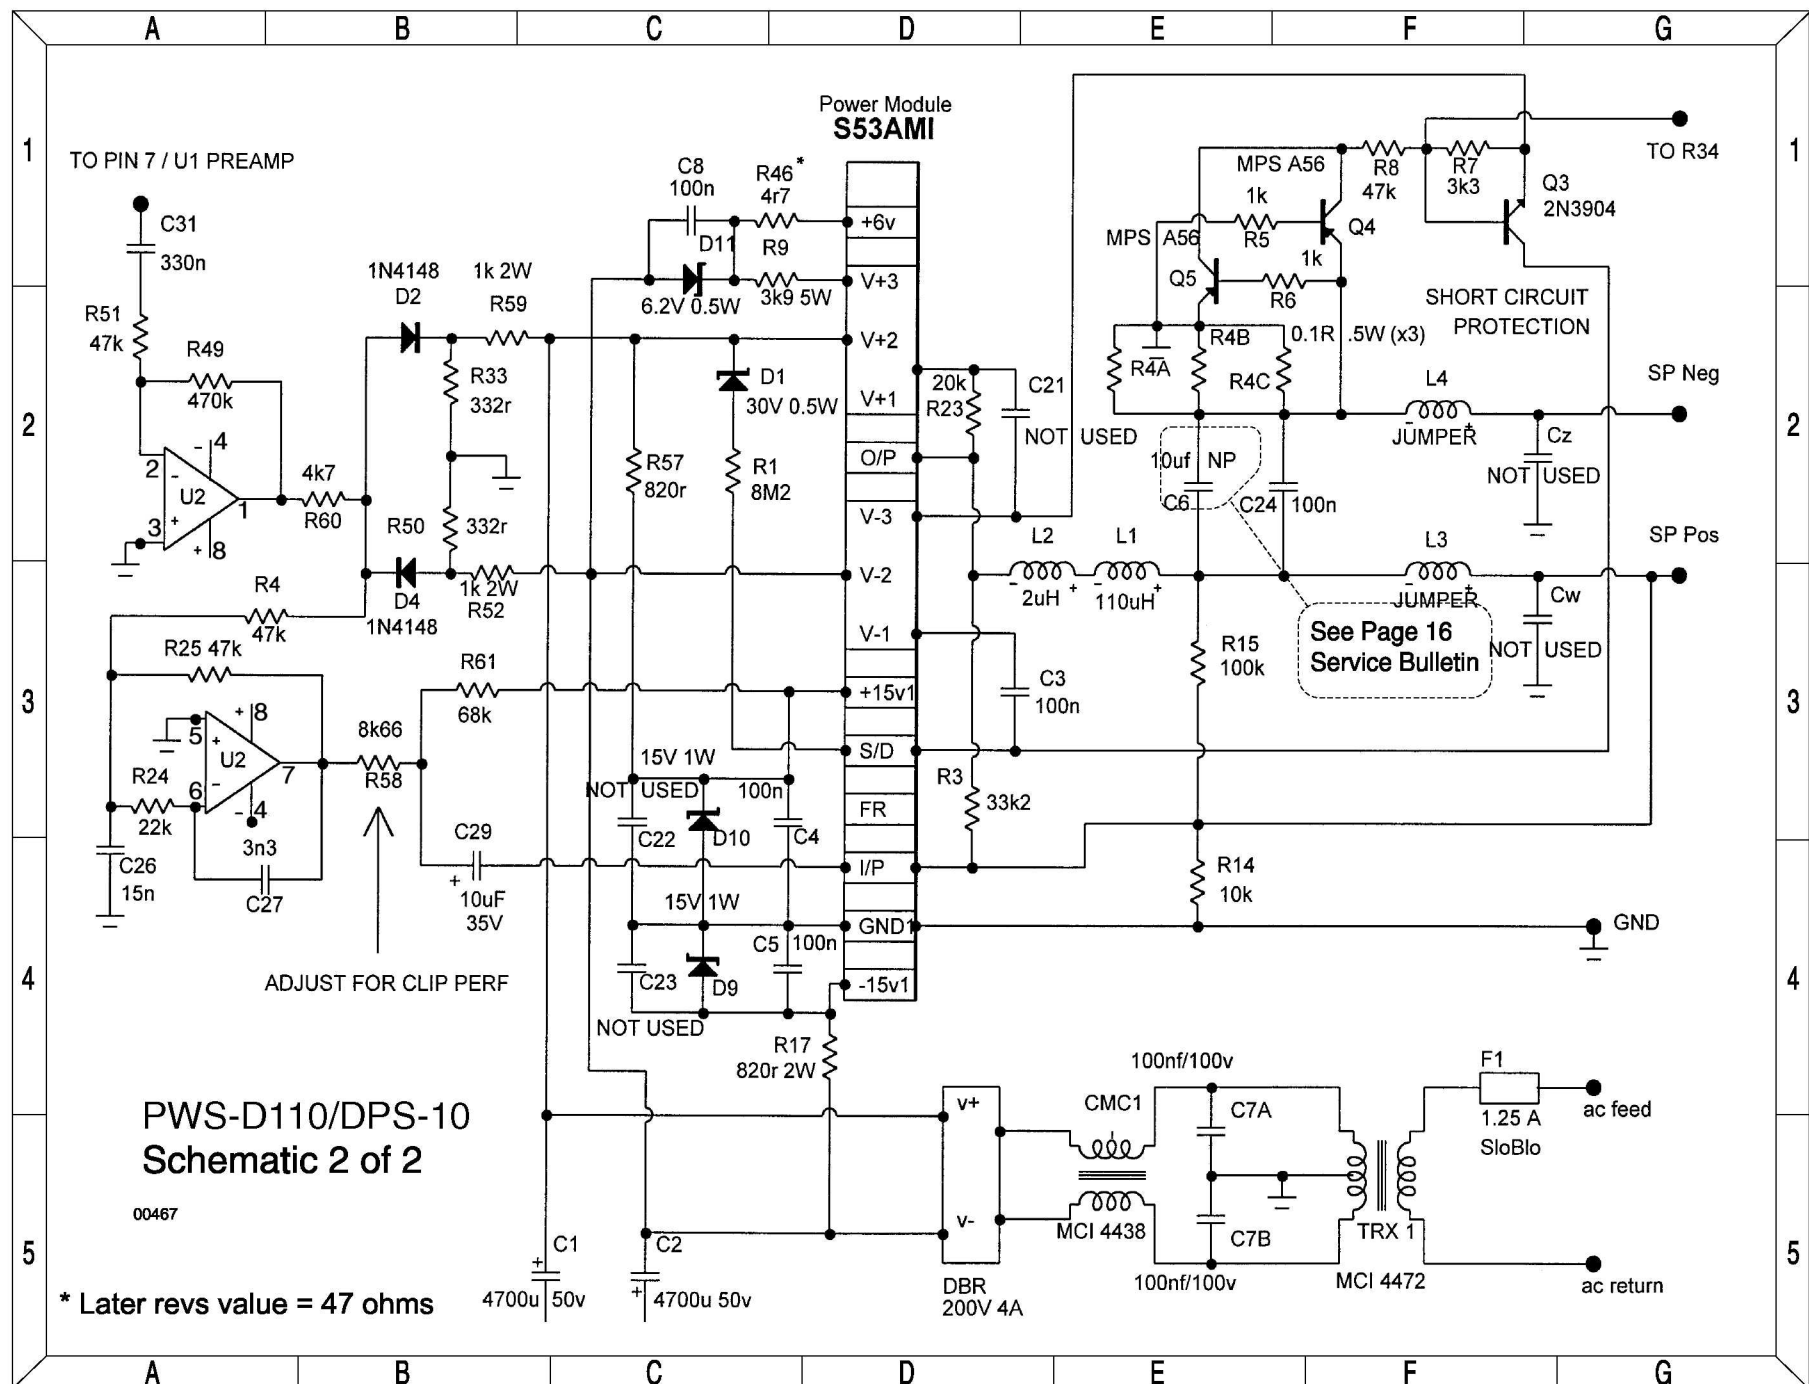 A B C D E F G
1
2
3
4
5
1
2
3
4
5
TO PIN 7 / U1 PREAMP
C31
330n
R51
47k
R49
470k
4
-
2
-
U2
1
3
+
+ 8
4k7
R60
1N4148
D2
1k 2W
R59
R33
332r
R50
332r
D4
1N4148
1k 2W
R52
R4
47k
R25 47k
+ 8
5
+
U2
7
6
-
- 4
R24
22k
C26
15n
3n3
C27
8k66
R58
R61
68k
C29
+
10uF
35V
ADJUST FOR CLIP PERF
C8
100n
R46*
4r7
D11
R9
6.2V 0.5W
3k9 5W
D1
30V 0.5W
R57
820r
R1
8M2
15V 1W
NOT USED
100n
C22
D10
C4
15V 1W
C5
100n
C23
D9
NOT USED
R17
820r 2W
Power Module
S53AMI
+6v
V+3
V+2
V+1
O/P
V-3
V-2
V-1
+15v1
S/D
FR
I/P
GND1
-15v1
20k
R23
C21
NOT USED
L2
- +
2uH
L1
- +
110uH
C3
100n
R3
33k2
MPS A56
1k
R5
Q4
MPS A56
Q5
1k
R6
R8
47k
R7
3k3
Q3
2N3904
TO R34
SHORT CIRCUIT
PROTECTION
R4A
R4B
R4C
0.1R .5W (x3)
L4
- +
JUMPER
SP Neg
Cz
NOT USED
10uf NP
C6
C24
100n
L3
- +
JUMPER
SP Pos
Cw
NOT USED
See Page 16
Service Bulletin
R15
100k
R14
10k
GND
100nf/100v
C7A
C7B
100nf/100v
CMC1
MCI 4438
v+
v-
DBR
200V 4A
TRX 1
MCI 4472
F1
1.25 A
SloBlo
ac feed
ac return
PWS-D110/DPS-10
Schematic 2 of 2
00467
+
C1
4700u 50v
C2
+
4700u 50v
* Later revs value = 47 ohms
A B C D E F G